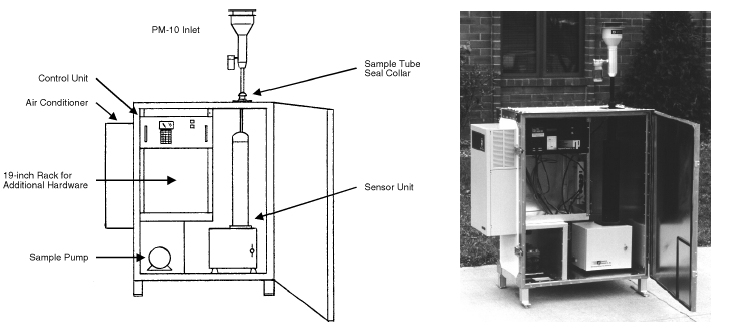 PM-10 Inlet
Sample Tube
Seal Collar
Control Unit
Air Conditioner
19-inch Rack for
Additional Hardware
Sensor Unit
Sample Pump